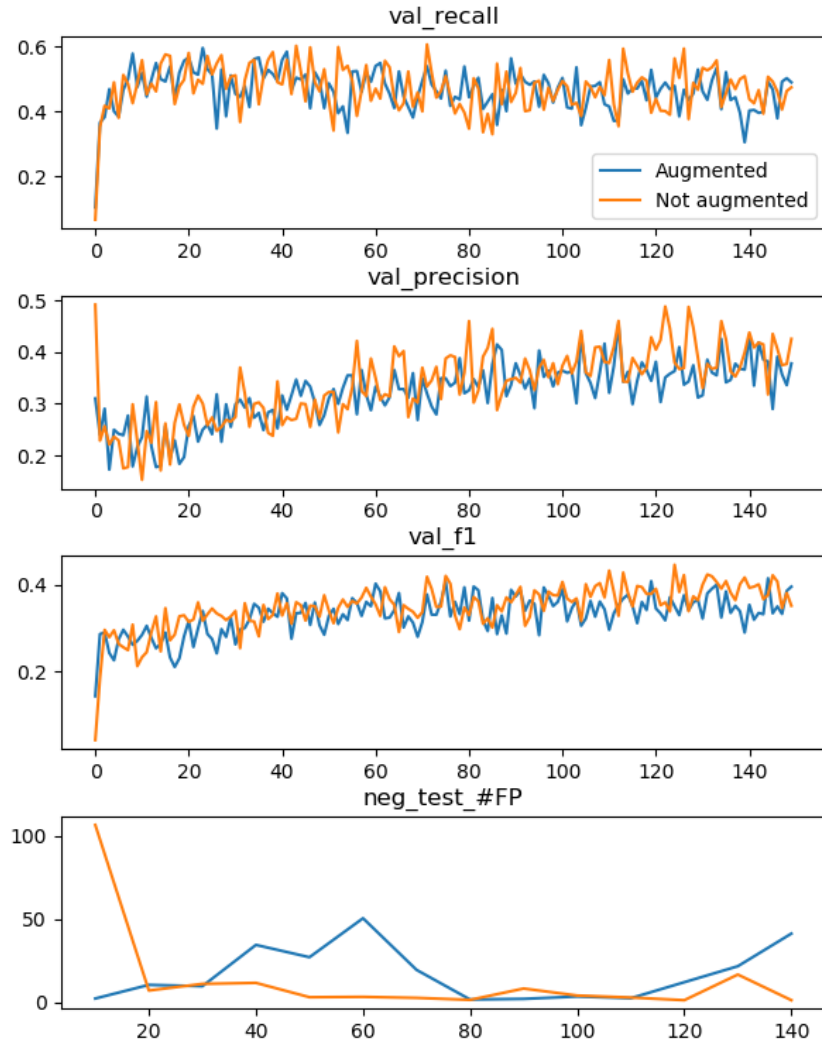 val_recall
0.6
0.4
0.2
Augmented
Not augmented
0 20 40 60 80 100 120 140
val_precision
0.5
0.4
0.3
0.2
0 20 40 60 80 100 120 140
val_f1
0.4
0.2
0 20 40 60 80 100 120 140
neg_test_#FP
100
50
0
20 40 60 80 100 120 140